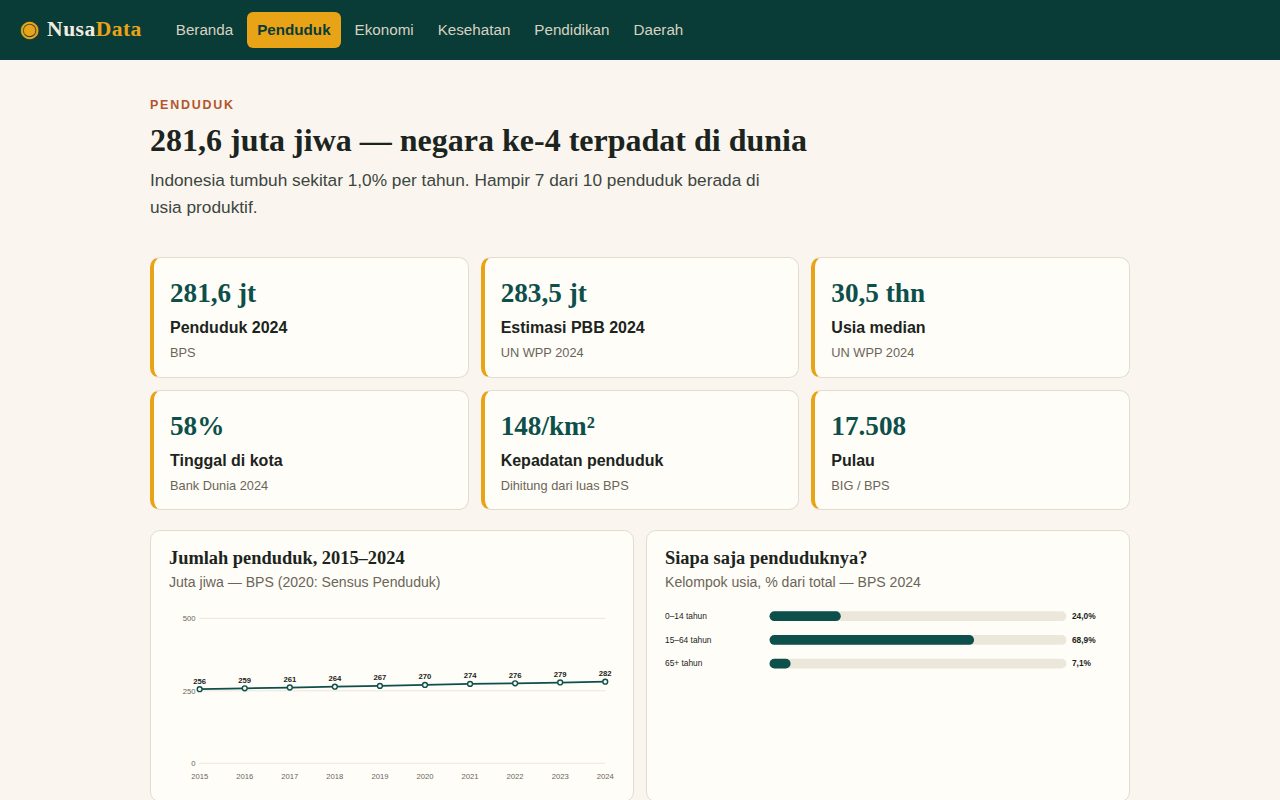 NusaData Beranda Penduduk Ekonomi Kesehatan Pendidikan Daerah
PENDUDUK
281,6 juta jiwa — negara ke-4 terpadat di dunia
Indonesia tumbuh sekitar 1,0% per tahun. Hampir 7 dari 10 penduduk berada di
usia produktif.
281,6 jt
Penduduk 2024
BPS
283,5 jt
Estimasi PBB 2024
UN WPP 2024
30,5 thn
Usia median
UN WPP 2024
58%
Tinggal di kota
Bank Dunia 2024
148/km²
Kepadatan penduduk
Dihitung dari luas BPS
17.508
Pulau
BIG / BPS
Jumlah penduduk, 2015–2024
Juta jiwa — BPS (2020: Sensus Penduduk)
500
256 259 261 264 267 270 274 276 279 282
250
0
2015 2016 2017 2018 2019 2020 2021 2022 2023 2024
Siapa saja penduduknya?
Kelompok usia, % dari total — BPS 2024
0–14 tahun 24,0%
15–64 tahun 68,9%
65+ tahun 7,1%